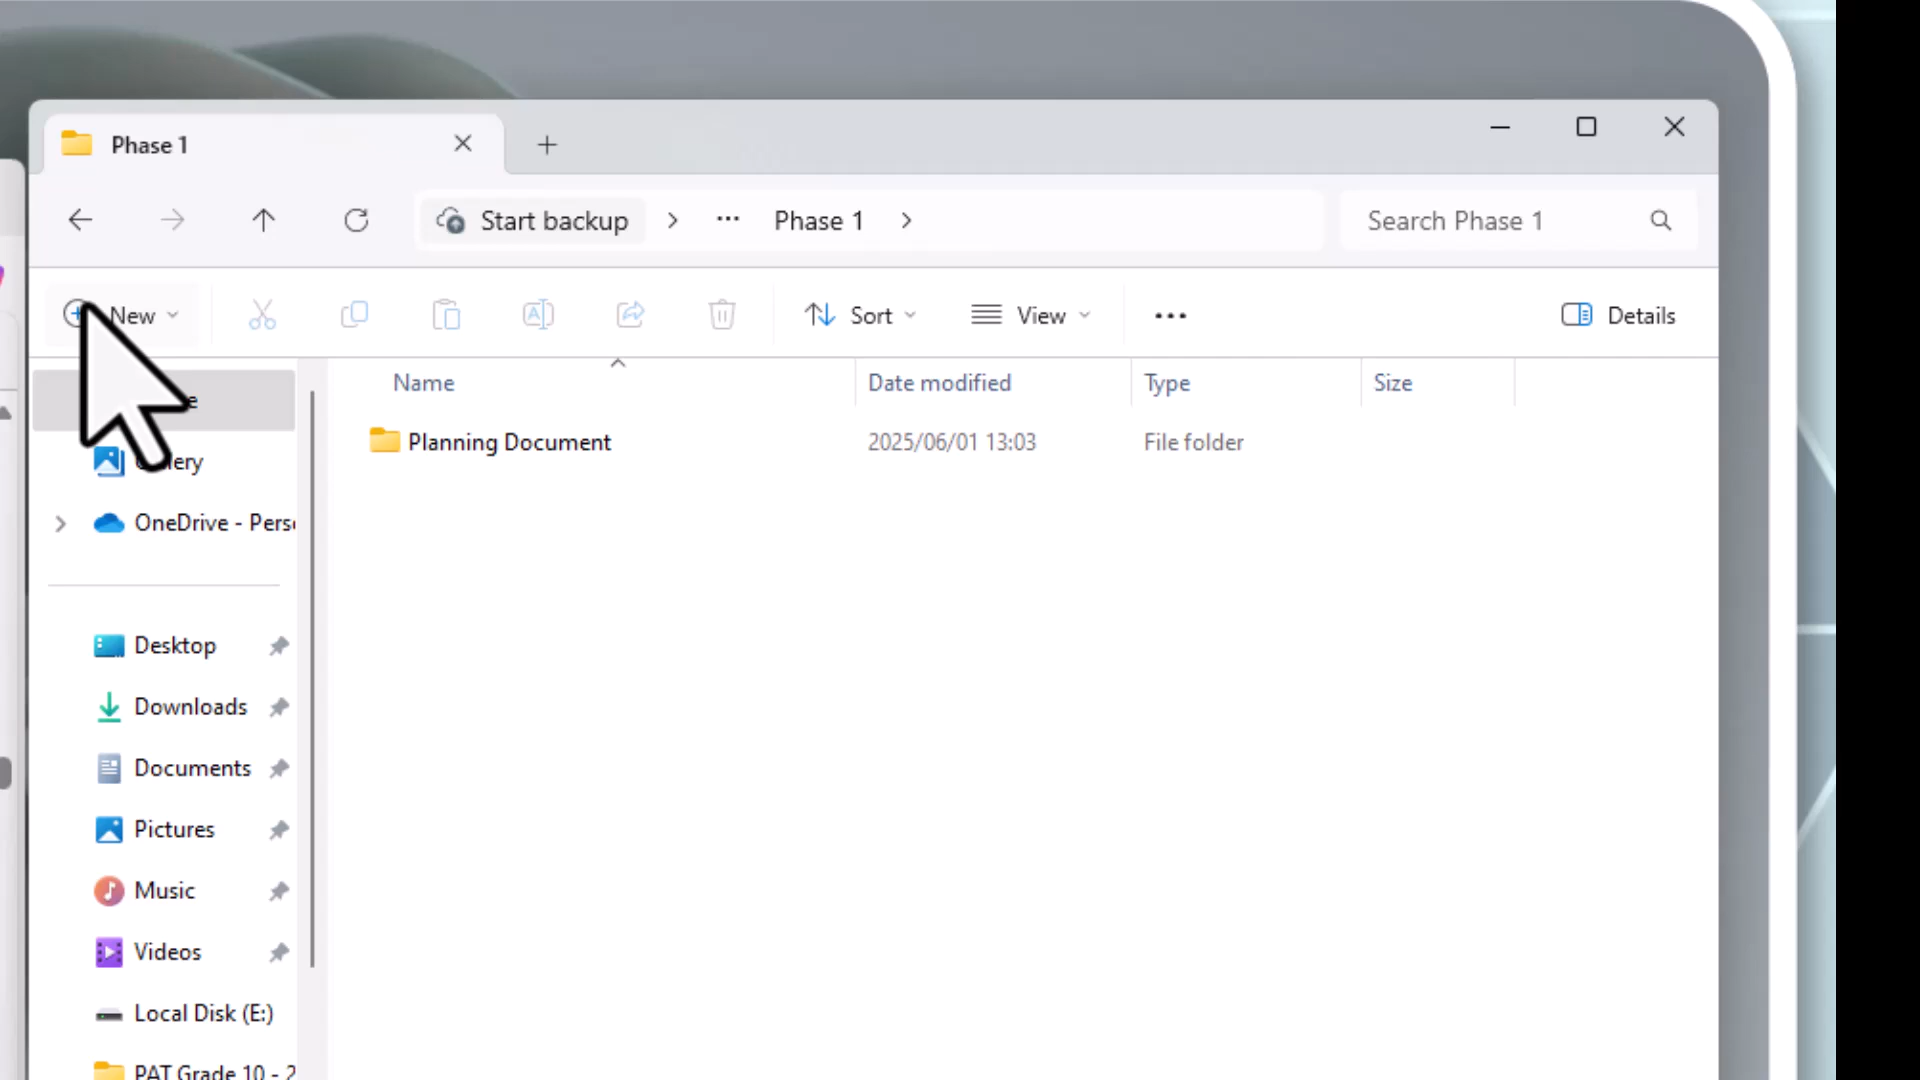 Phase 1
Start backup
Phase 1
Search Phase 1
New
Sort
View
Details
Name
Date modified
Type
Size
Planning Document
2025/06/01 13:03
File folder
OneDrive - Pers
Desktop
Downloads
Documents
Pictures
Music
Videos
Local Disk (E:)
PAT Grade 10 - 2